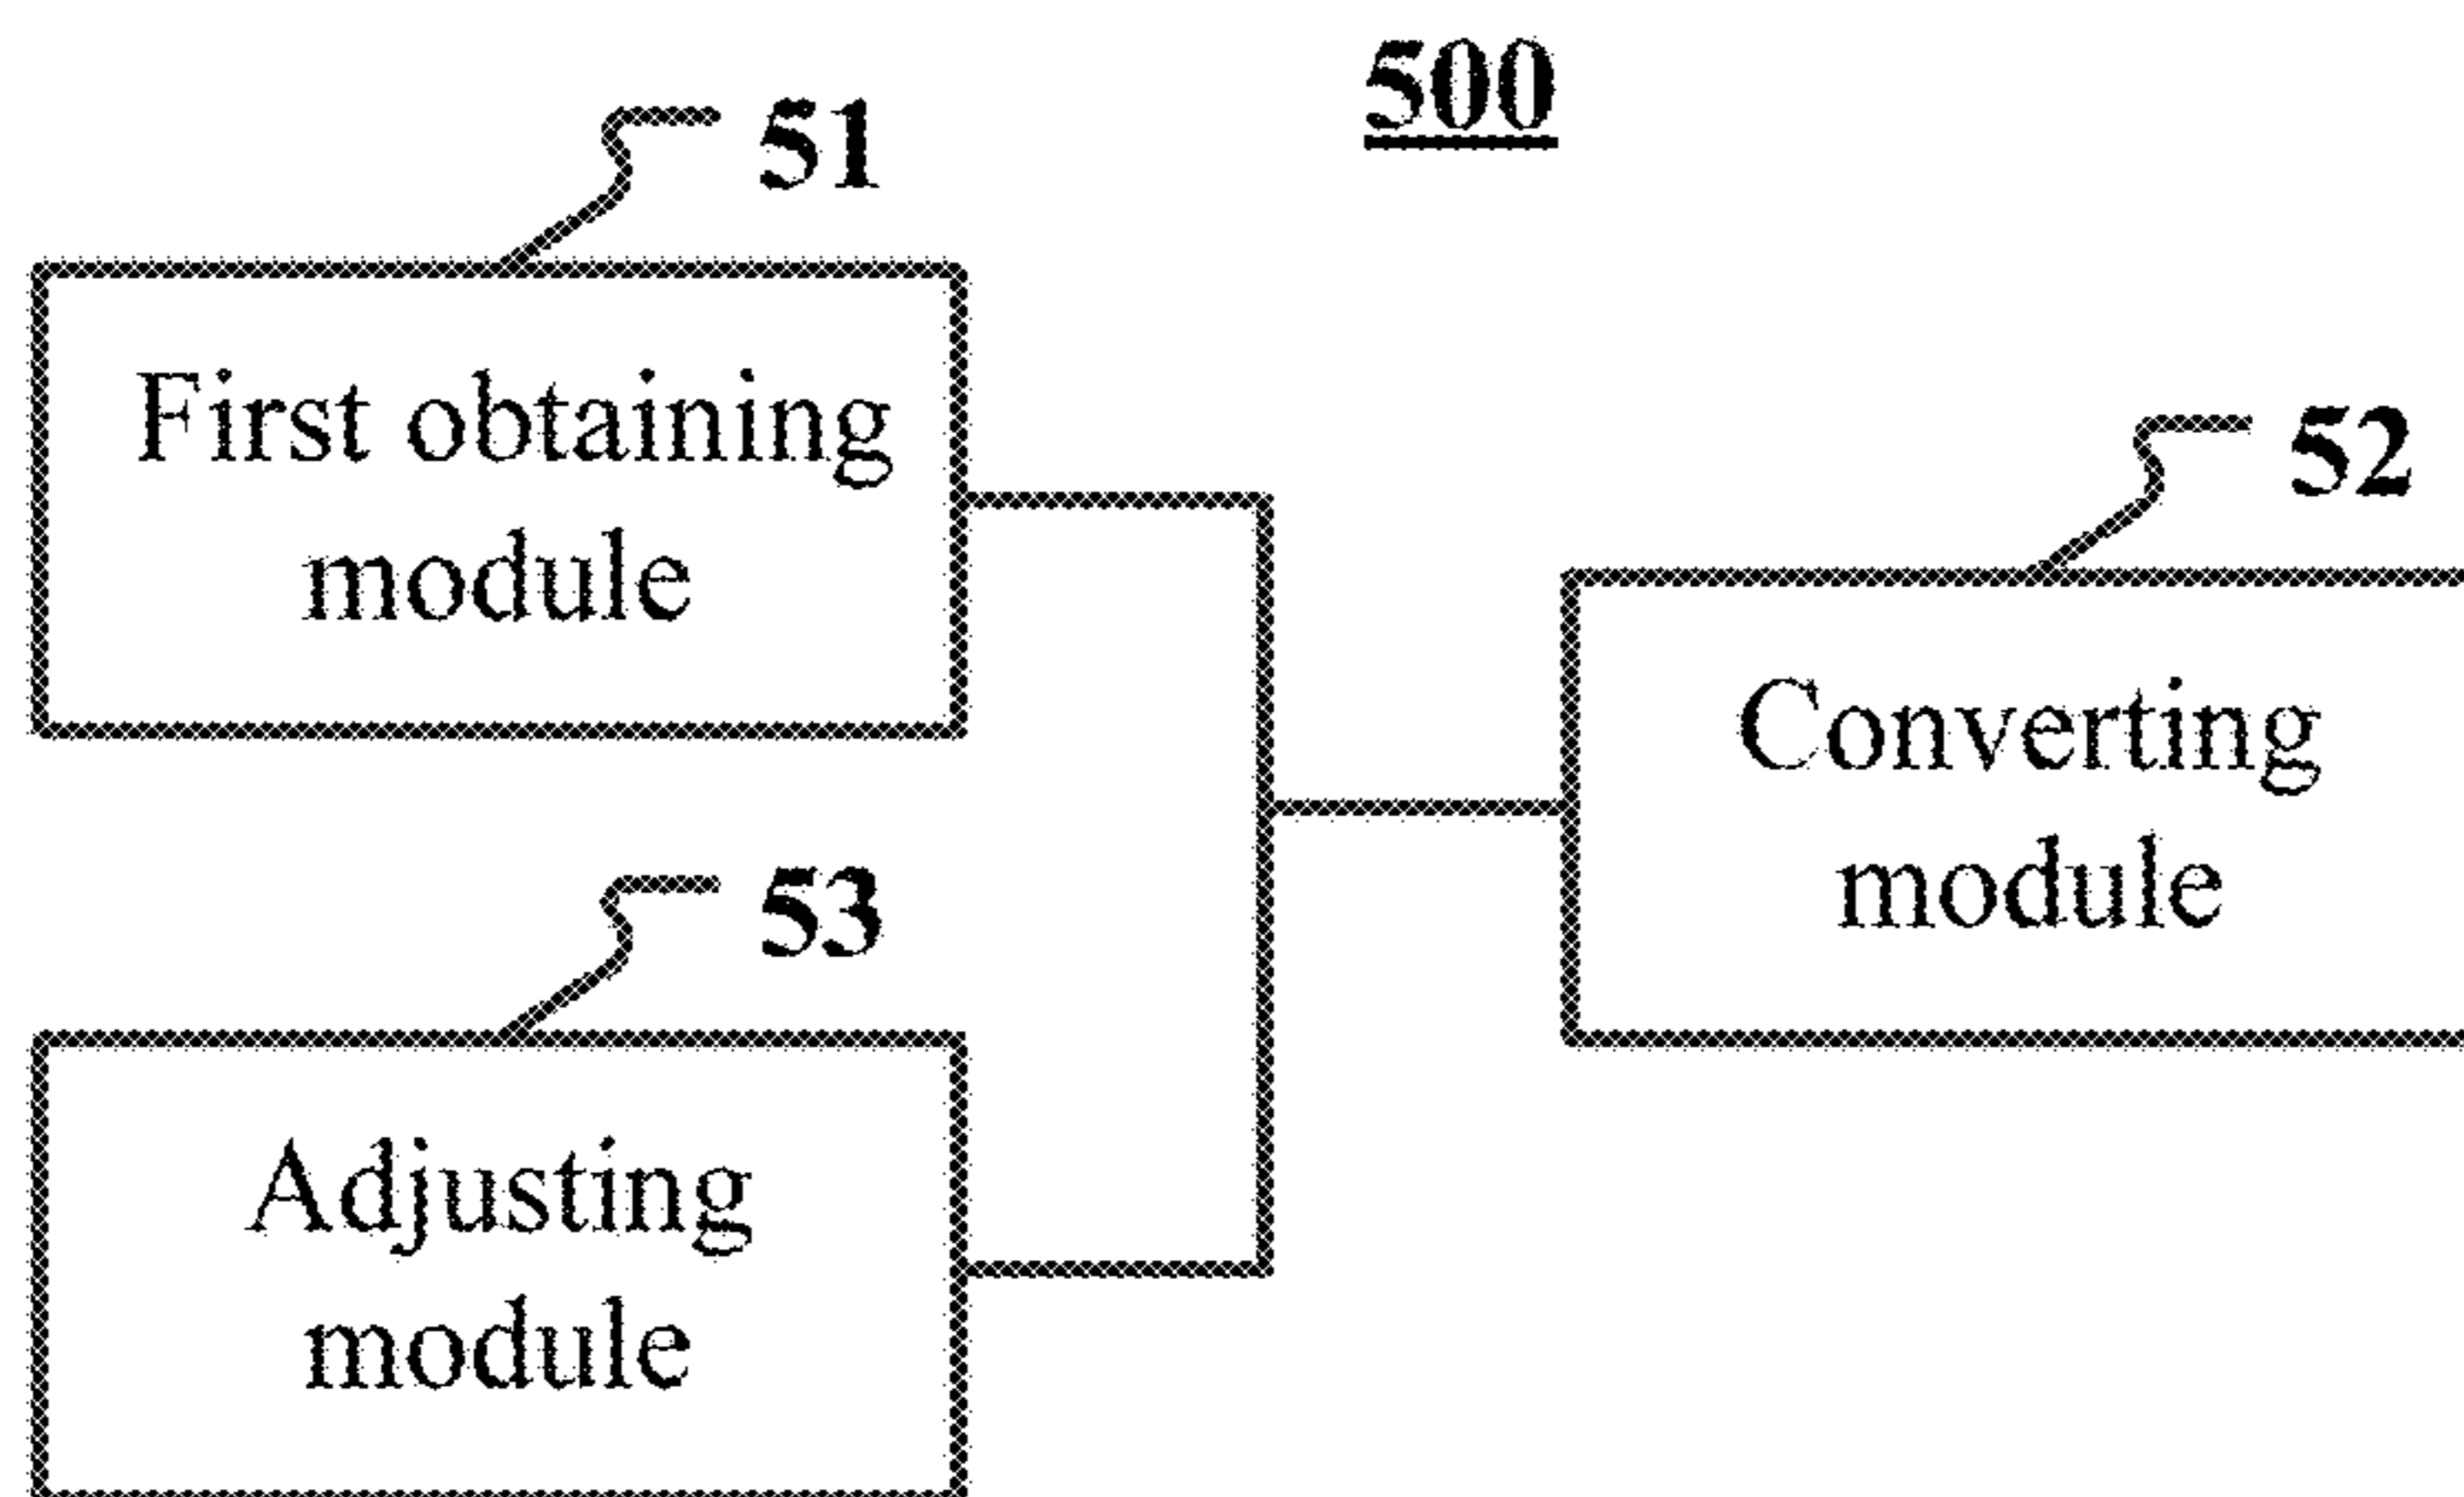 500
51
First obtaining
module
52
Converting
module
53
Adjusting
module